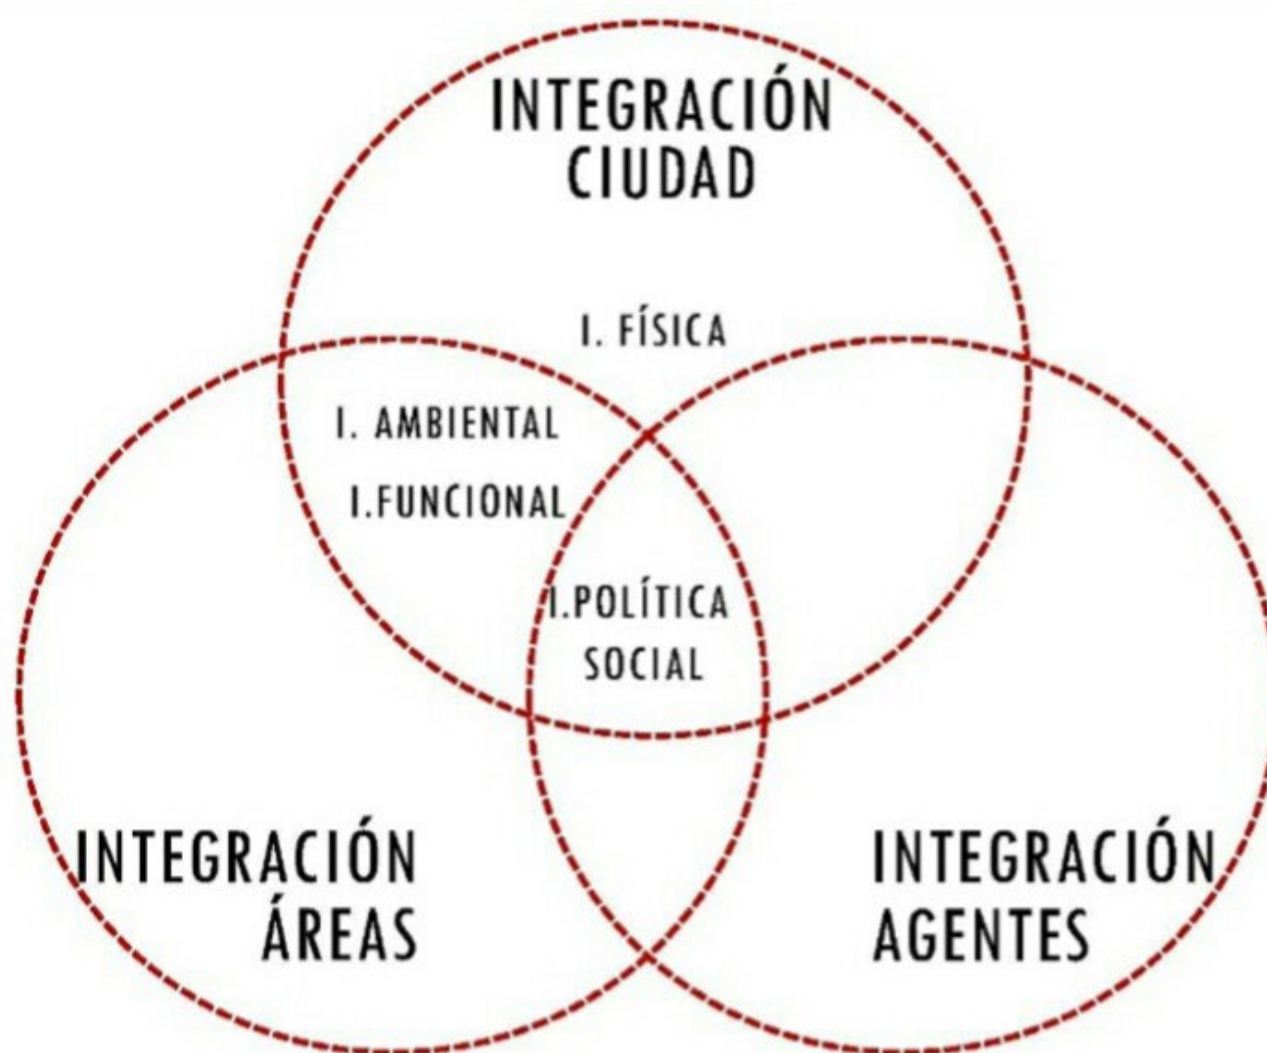 INTEGRACIÓN
CIUDAD
I. FÍSICA
I. AMBIENTAL
I.FUNCIONAL
I.POLÍTICA
SOCIAL
INTEGRACIÓN
ÁREAS
INTEGRACIÓN
AGENTES